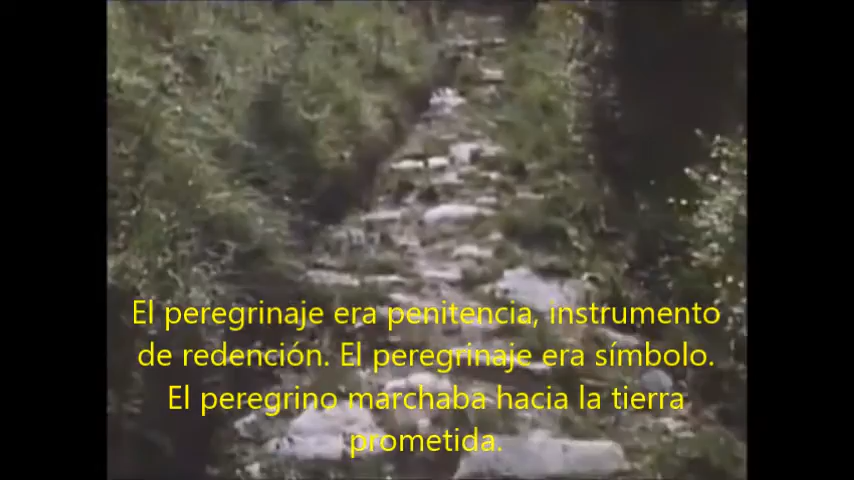 El peregrinaje era penitencia, instrumento
de redención. El peregrinaje era símbolo.
El peregrino marchaba hacia la tierra
prometida.